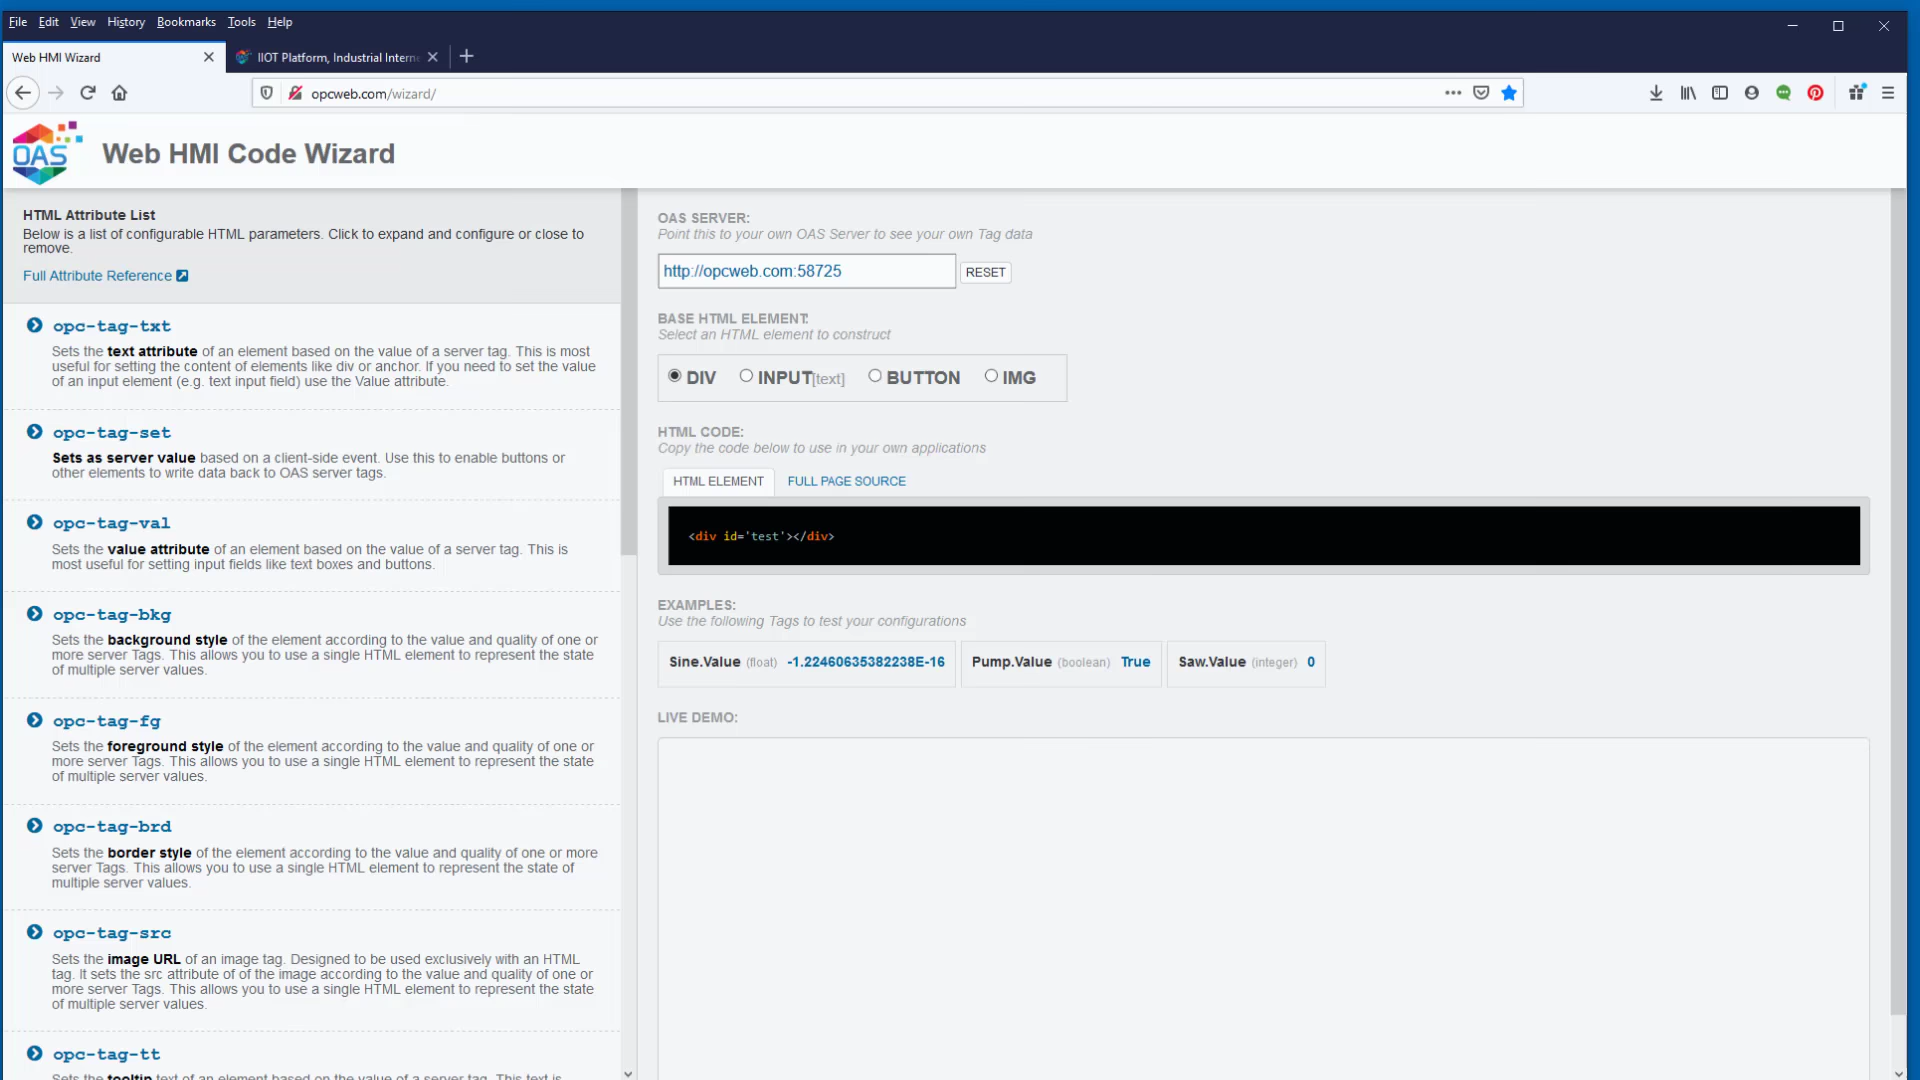 File Edit View History Bookmarks Tools Help
Web HMI Wizard
IIOT Platform, Industrial Intern
opcweb.com/wizard/
OAS
Web HMI Code Wizard
HTML Attribute List
Below is a list of configurable HTML parameters. Click to expand and configure or close to
remove.
Full Attribute Reference
opc-tag-txt
Sets the text attribute of an element based on the value of a server tag. This is most
useful for setting the content of elements like div or anchor. If you need to set the value
of an input element (e.g. text input field) use the Value attribute.
opc-tag-set
Sets as server value based on a client-side event. Use this to enable buttons or
other elements to write data back to OAS server tags.
opc-tag-val
Sets the value attribute of an element based on the value of a server tag. This is
most useful for setting input fields like text boxes and buttons.
opc-tag-bkg
Sets the background style of the element according to the value and quality of one or
more server Tags. This allows you to use a single HTML element to represent the state
of multiple server values.
opc-tag-fg
Sets the foreground style of the element according to the value and quality of one or
more server Tags. This allows you to use a single HTML element to represent the state
of multiple server values.
opc-tag-brd
Sets the border style of the element according to the value and quality of one or more
server Tags. This allows you to use a single HTML element to represent the state of
multiple server values.
opc-tag-src
Sets the image URL of an image tag. Designed to be used exclusively with an HTML
tag. It sets the src attribute of of the image according to the value and quality of one or
more server Tags. This allows you to use a single HTML element to represent the state
of multiple server values.
opc-tag-tt
Sets the tooltip text of an element based on the value of a server tag. This text is
OAS SERVER:
Point this to your own OAS Server to see your own Tag data
http://opcweb.com:58725
RESET
BASE HTML ELEMENT:
Select an HTML element to construct
DIV INPUT[text] BUTTON IMG
HTML CODE:
Copy the code below to use in your own applications
HTML ELEMENT FULL PAGE SOURCE
<div id='test'></div>
EXAMPLES:
Use the following Tags to test your configurations
Sine.Value (float) -1.22460635382238E-16 Pump.Value (boolean) True Saw.Value (integer) 0
LIVE DEMO: